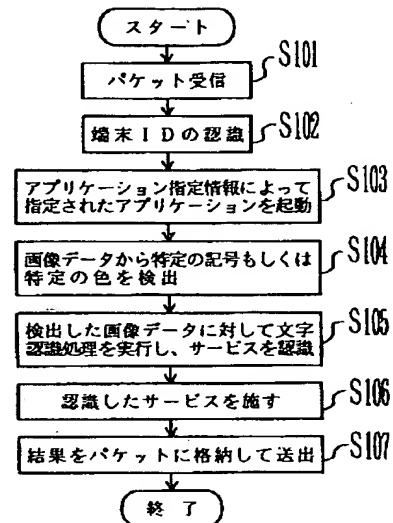 スタート
パケット受信
S101
端末IDの認識
S102
アプリケーション指定情報によって
指定されたアプリケーションを起動
S103
画像データから特定の記号もしくは
特定の色を検出
S104
検出した画像データに対して文字
認識処理を実行し、サービスを認識
S105
認識したサービスを施す
S106
結果をパケットに格納して送出
S107
終了